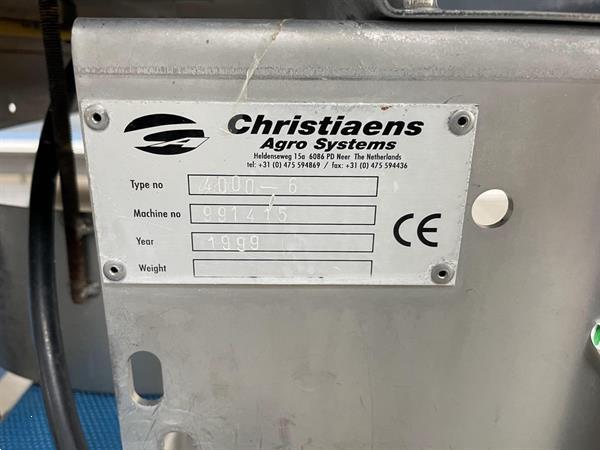 Christiaens
Agro Systems
Heldenseweg 15a 6086 PD Neer The Netherlands
tel: +31 (0) 475 594869 / fax: +31 (0) 475 594436
Type no 4000-6
Machine no 991415
Year 1999
Weight
CE